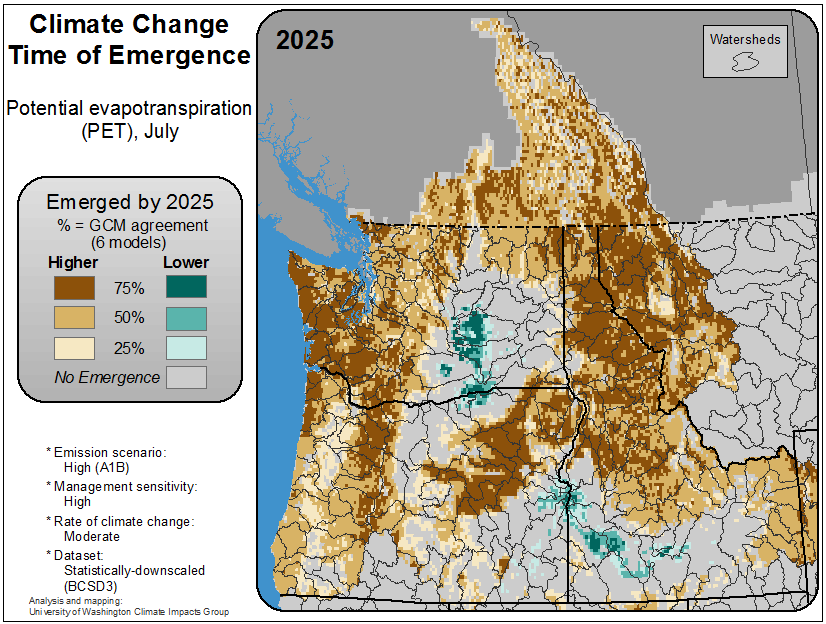 Climate Change
Time of Emergence
Potential evapotranspiration
(PET), July
Emerged by 2025
% = GCM agreement
(6 models)
Higher Lower
75%
50%
25%
No Emergence
* Emission scenario:
High (A1B)
* Management sensitivity:
High
* Rate of climate change:
Moderate
* Dataset:
Statistically-downscaled
(BCSD3)
Analysis and mapping:
University of Washington Climate Impacts Group
2025
Watersheds